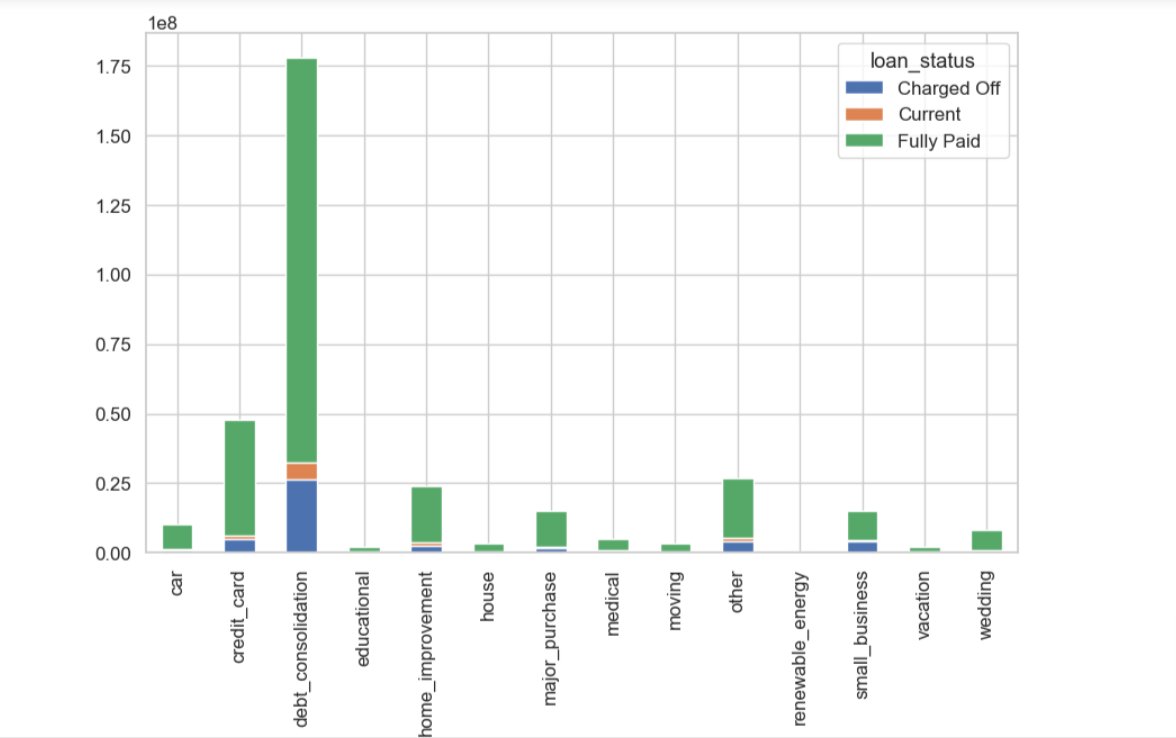 1e8
1.75
1.50
1.25
1.00
0.75
0.50
0.25
0.00
loan_status
Charged Off
Current
Fully Paid
car
credit_card
debt_consolidation
educational
home_improvement
house
major_purchase
medical
moving
other
renewable_energy
small_business
vacation
wedding